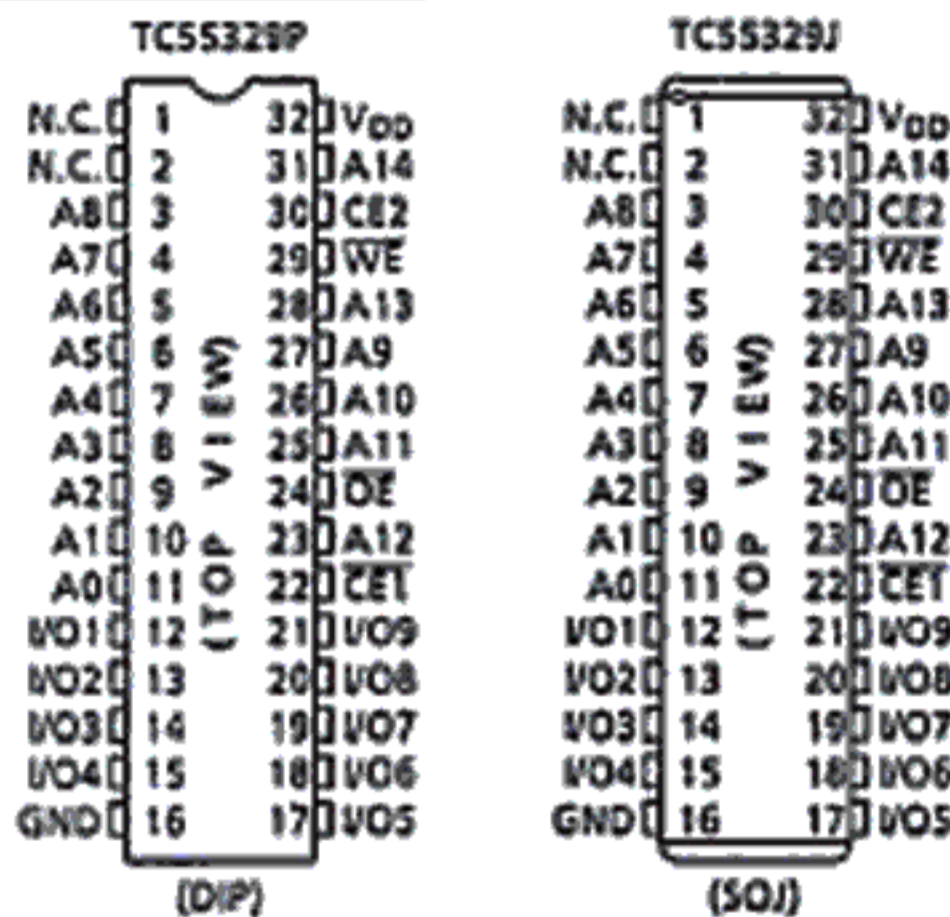 TC55329P TC55329J
N.C. 1 32 VDD N.C. 1 32 VDD
N.C. 2 31 A14 N.C. 2 31 A14
A8 3 30 CE2 A8 3 30 CE2
A7 4 29 W̅E̅ A7 4 29 W̅E̅
A6 5 28 A13 A6 5 28 A13
A5 6 27 A9 A5 6 27 A9
A4 7 26 A10 A4 7 26 A10
A3 8 25 A11 A3 8 25 A11
A2 9 24 O̅E̅ A2 9 24 O̅E̅
A1 10 23 A12 A1 10 23 A12
A0 11 22 C̅E̅1̅ A0 11 22 C̅E̅1̅
I/O1 12 21 I/O9 I/O1 12 21 I/O9
I/O2 13 20 I/O8 I/O2 13 20 I/O8
I/O3 14 19 I/O7 I/O3 14 19 I/O7
I/O4 15 18 I/O6 I/O4 15 18 I/O6
GND 16 17 I/O5 GND 16 17 I/O5
(TOP VIEW) (TOP VIEW)
(DIP) (SOJ)